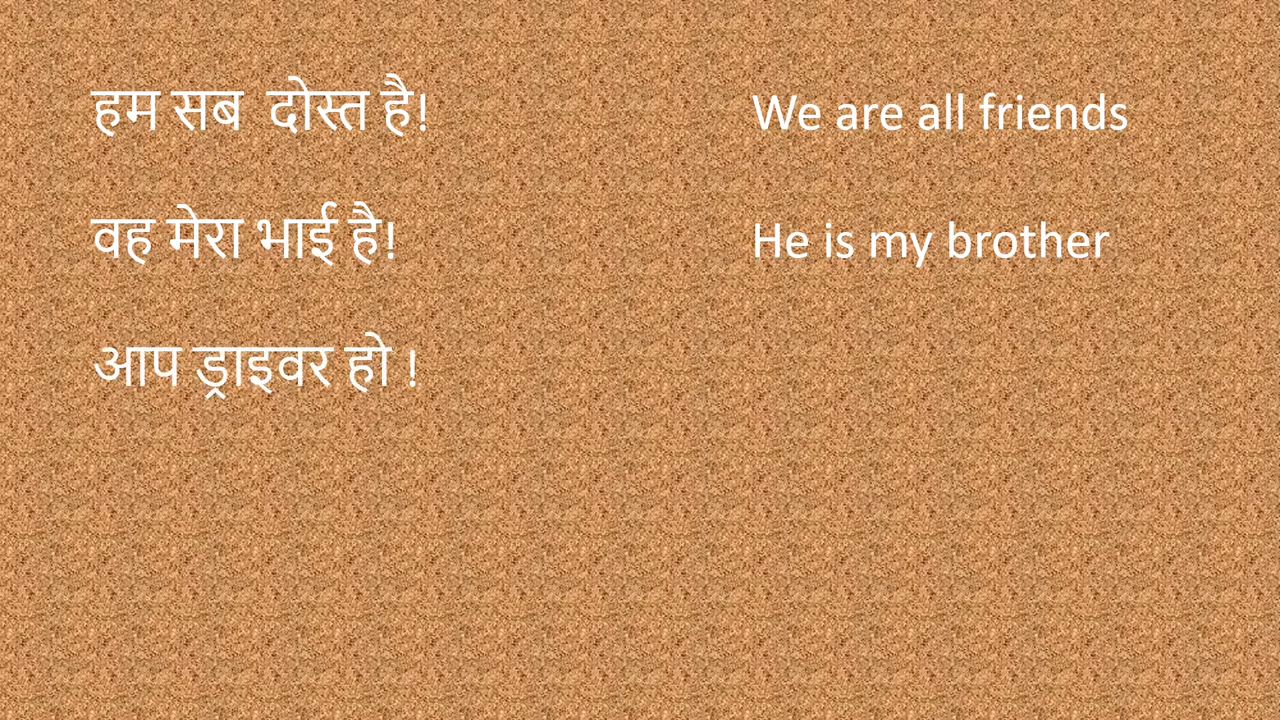 हम सब  दोस्त है!
We are all friends
वह मेरा भाई है!
He is my brother
आप ड्राइवर हो !